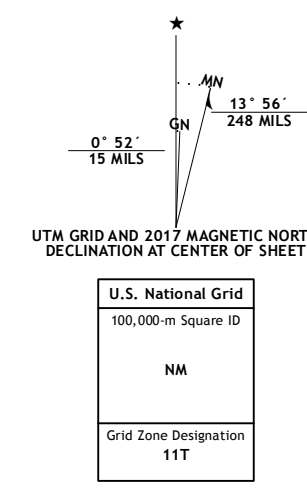 MN
13° 56´
248 MILS
GN
0° 52´
15 MILS
UTM GRID AND 2017 MAGNETIC NORT
DECLINATION AT CENTER OF SHEET
U.S. National Grid
100,000-m Square ID
NM
Grid Zone Designation
11T